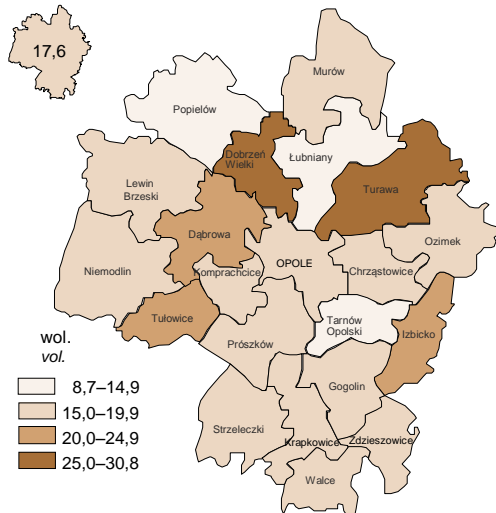 17,6
Murów
Popielów
Dobrzeń
Wielki
Łubniany
Turawa
Lewin
Brzeski
Dąbrowa
Ozimek
Niemodlin
Komprachcice
OPOLE
Chrząstowice
Tułowice
Tarnów
Opolski
Izbicko
Prószków
Gogolin
Strzeleczki
Krapkowice
Zdzieszowice
Walce
wol.
vol.
8,7–14,9
15,0–19,9
20,0–24,9
25,0–30,8